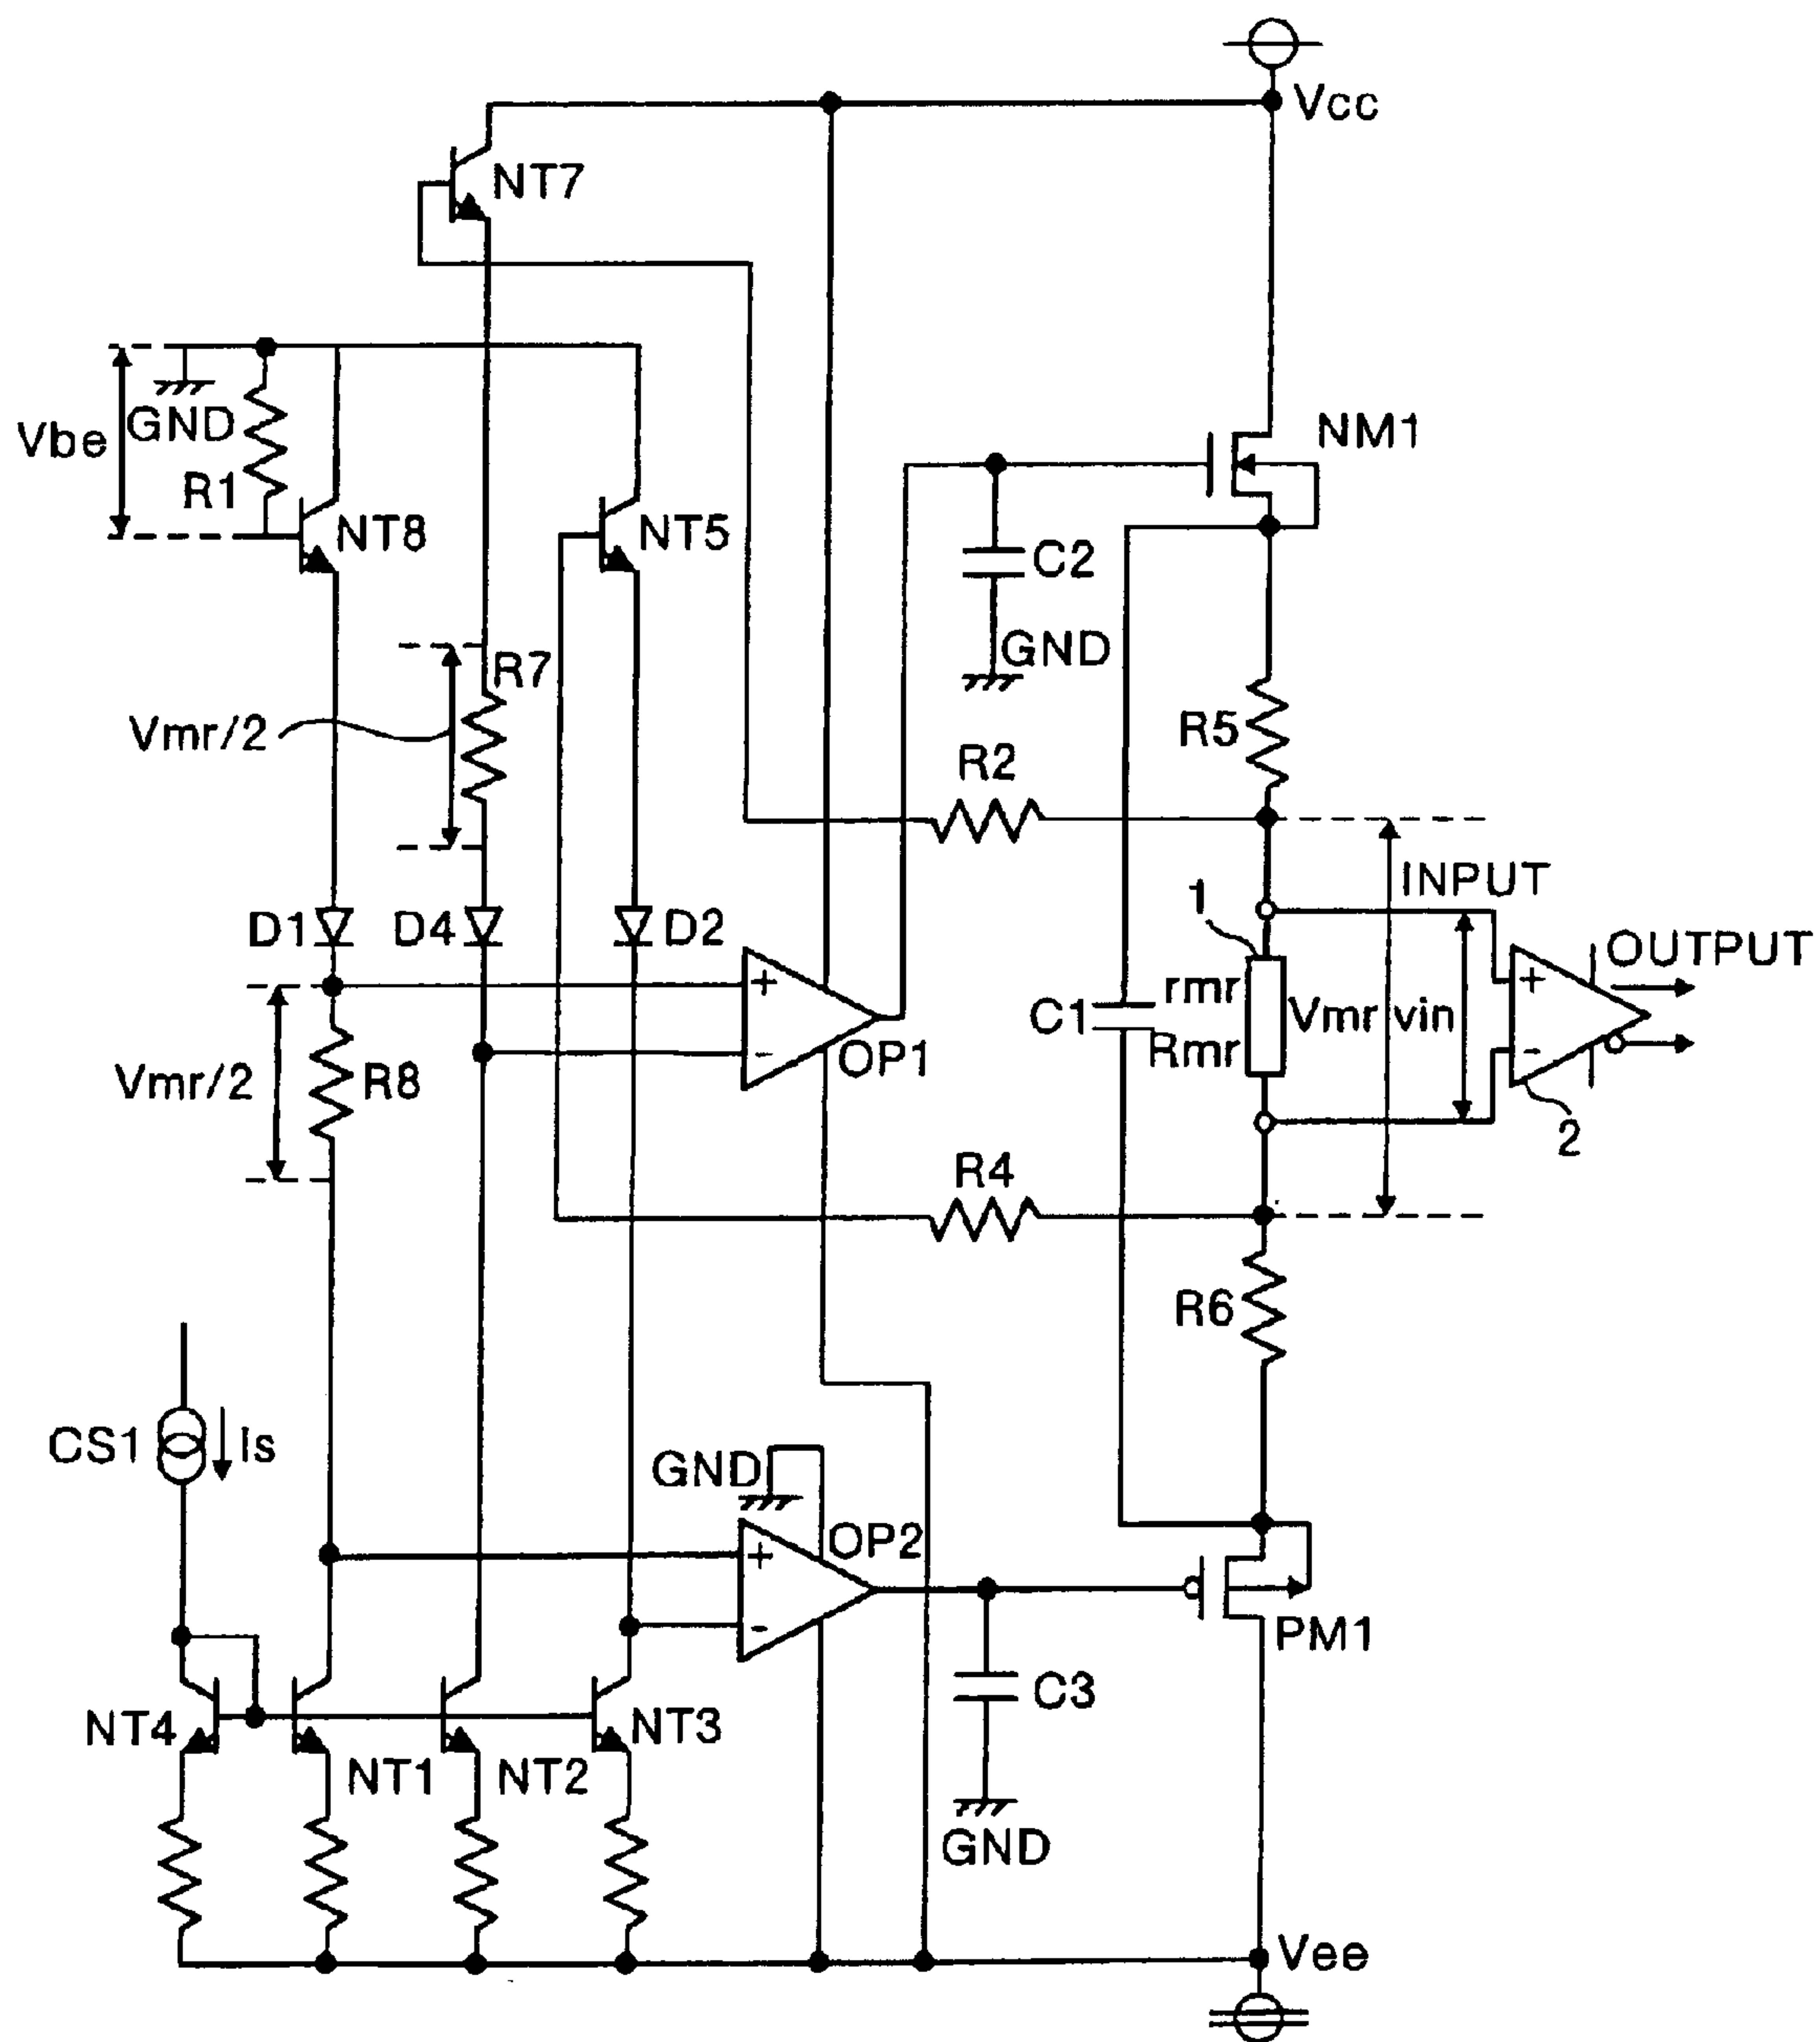 Vcc
NT7
GND
Vbe
R1
NT8
NT5
NM1
C2
GND
R7
Vmr/2
R5
R2
INPUT
1
D1
D4
D2
OUTPUT
+
-
OP1
C1
rmr
Rmr
Vmr
vin
+
-
2
Vmr/2
R8
R4
R6
CS1
Is
GND
OP2
+
-
PM1
C3
GND
NT4
NT1
NT2
NT3
Vee